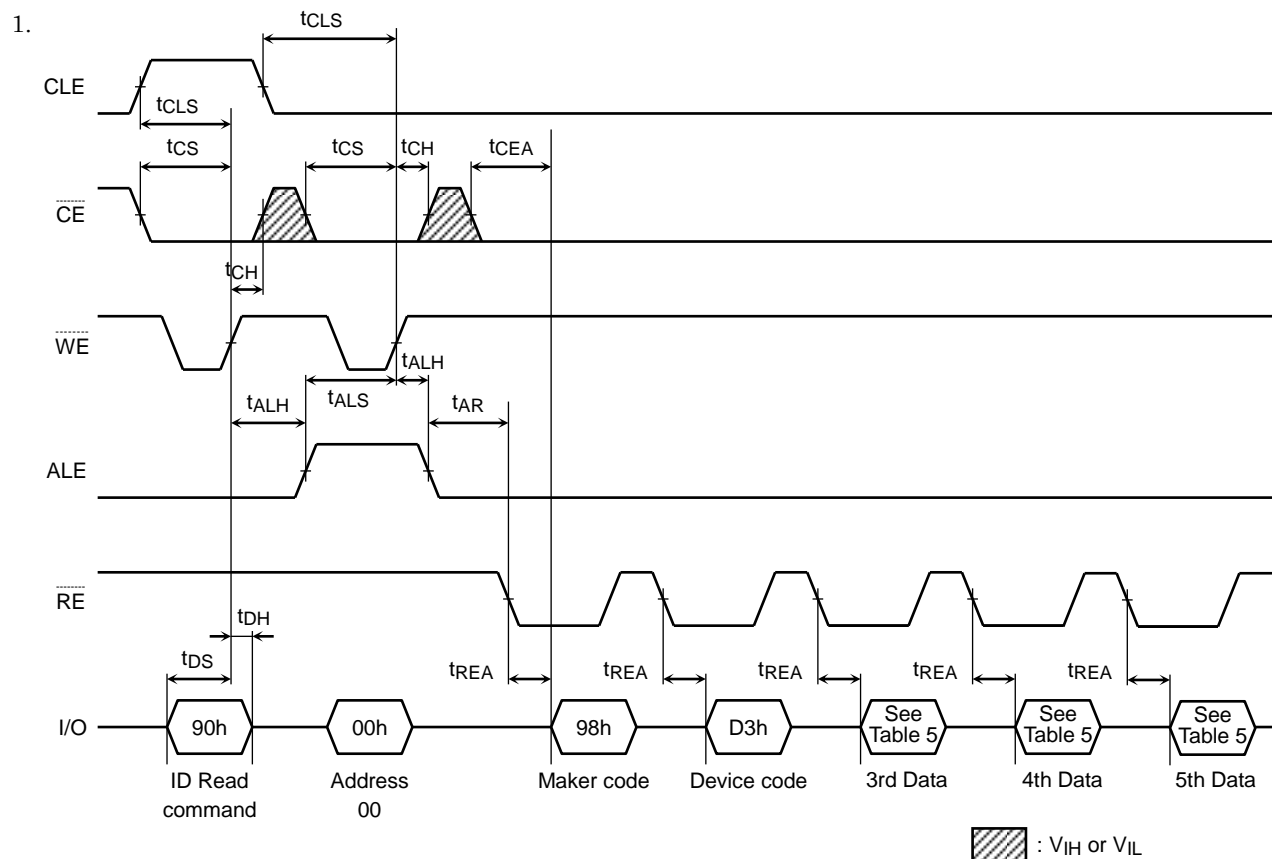 1.
tCLS
CLE
tCLS
tCS
tCS
tCH
tCEA
CE
tCH
WE
tALH
tALH
tALS
tAR
ALE
RE
tDH
tDS
tREA
tREA
tREA
tREA
tREA
I/O
90h
00h
98h
D3h
See
Table 5
See
Table 5
See
Table 5
ID Read
command
Address
00
Maker code
Device code
3rd Data
4th Data
5th Data
: VIH or VIL